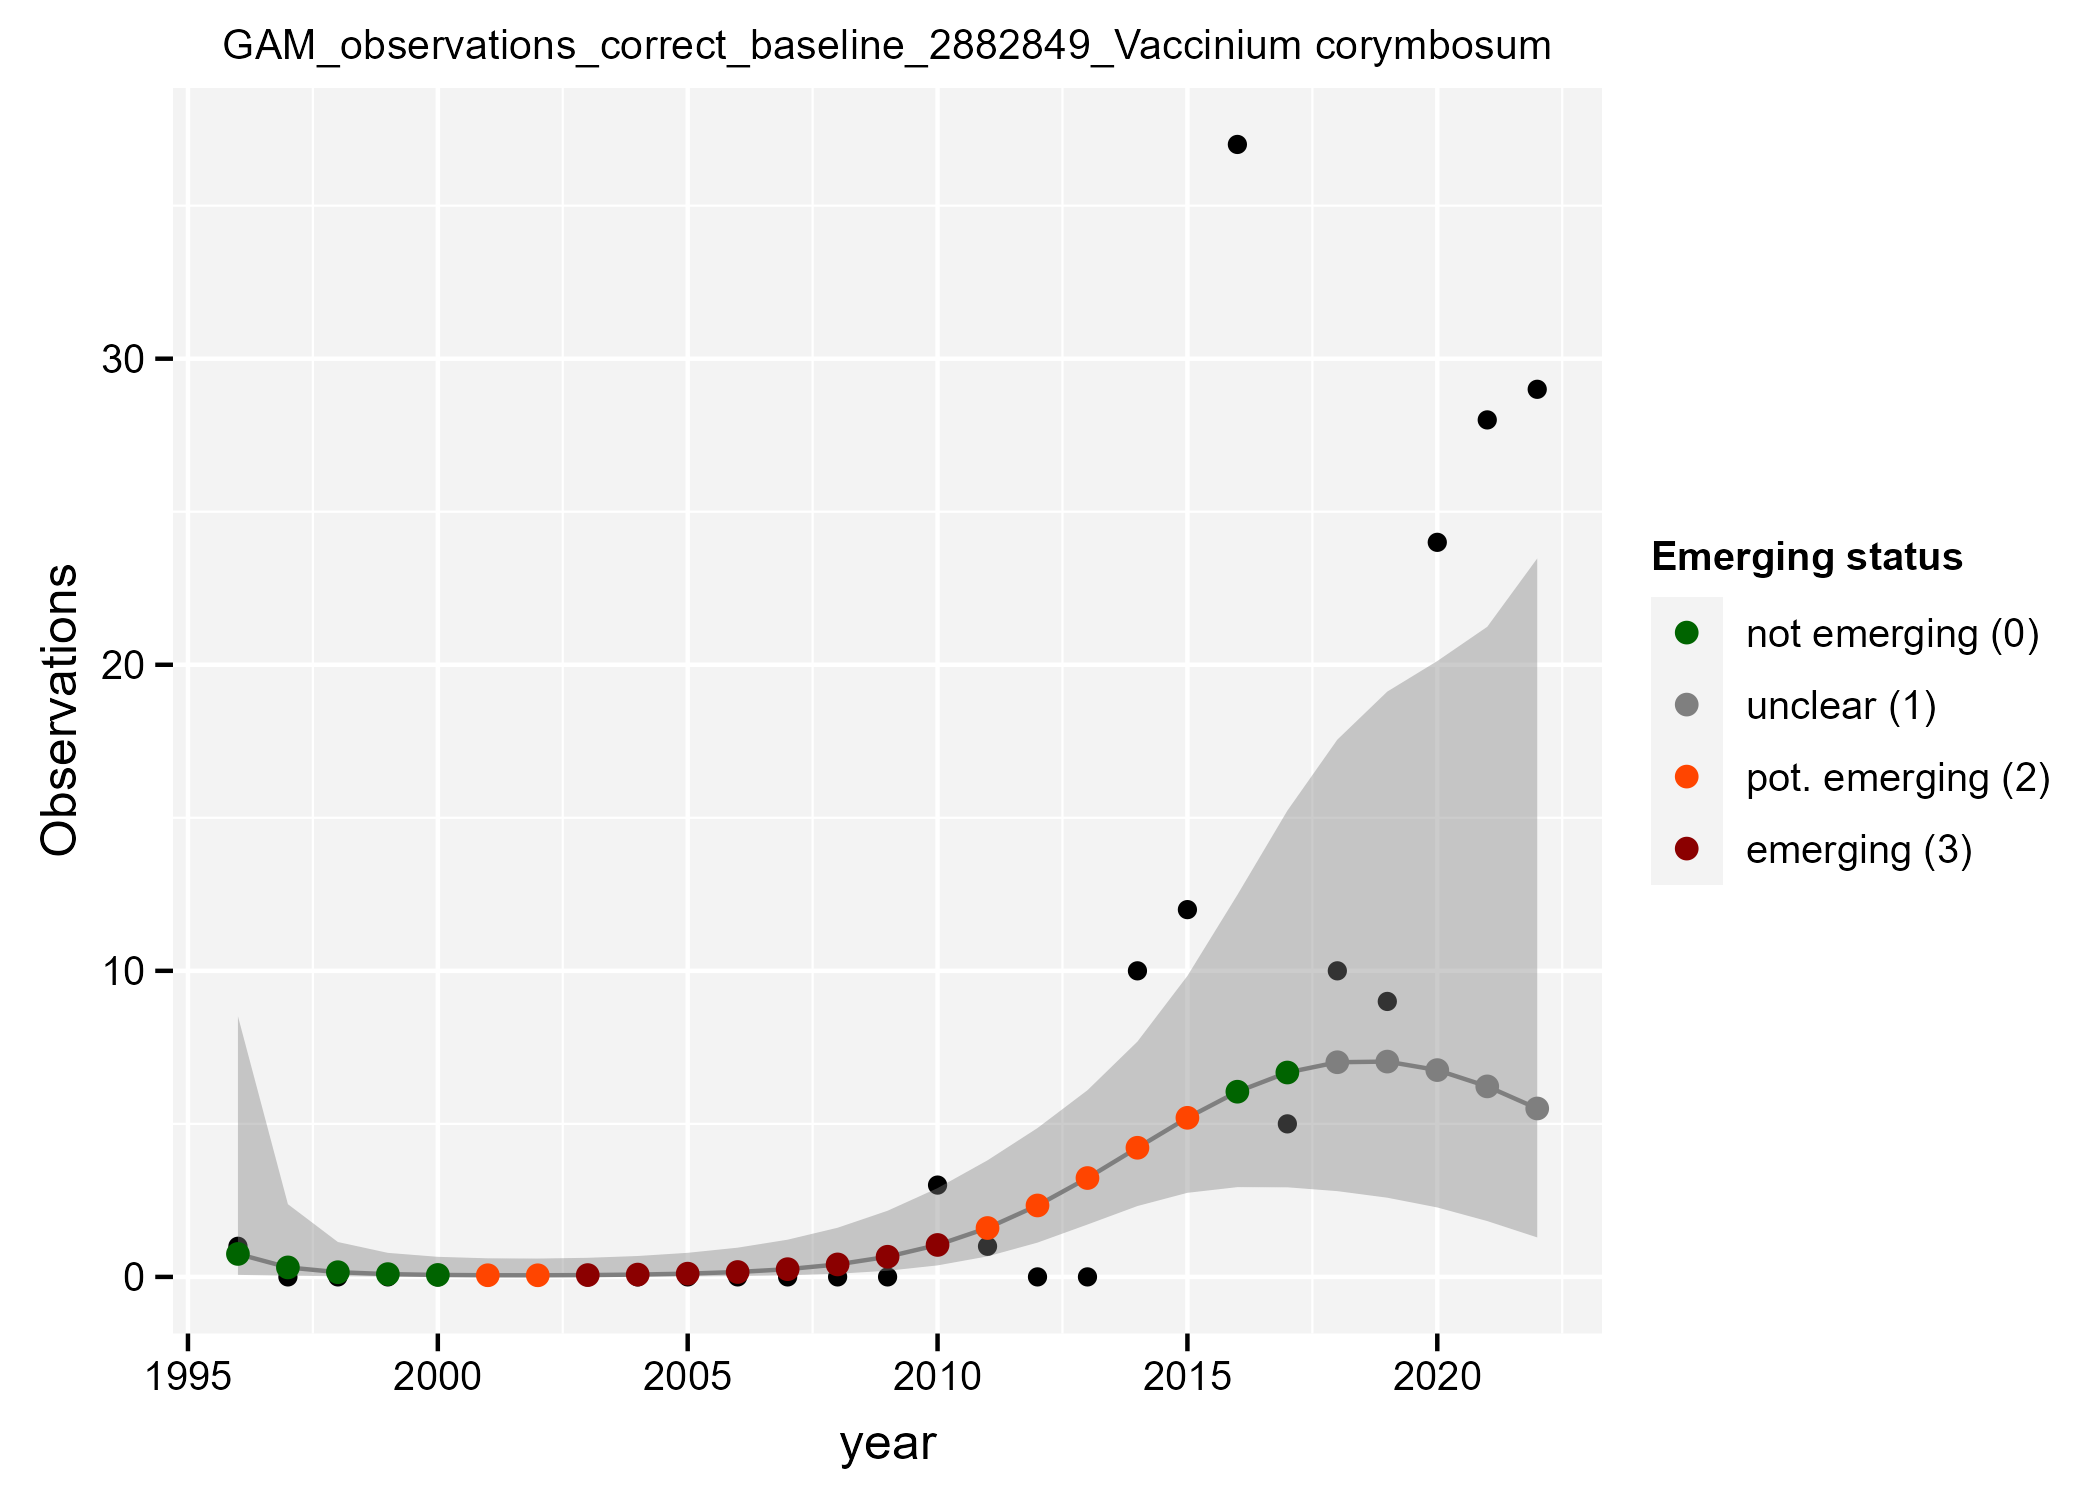 GAM_observations_correct_baseline_2882849_Vaccinium corymbosum
Observations
30
20
10
0
1995 2000 2005 2010 2015 2020
year
Emerging status
not emerging (0)
unclear (1)
pot. emerging (2)
emerging (3)